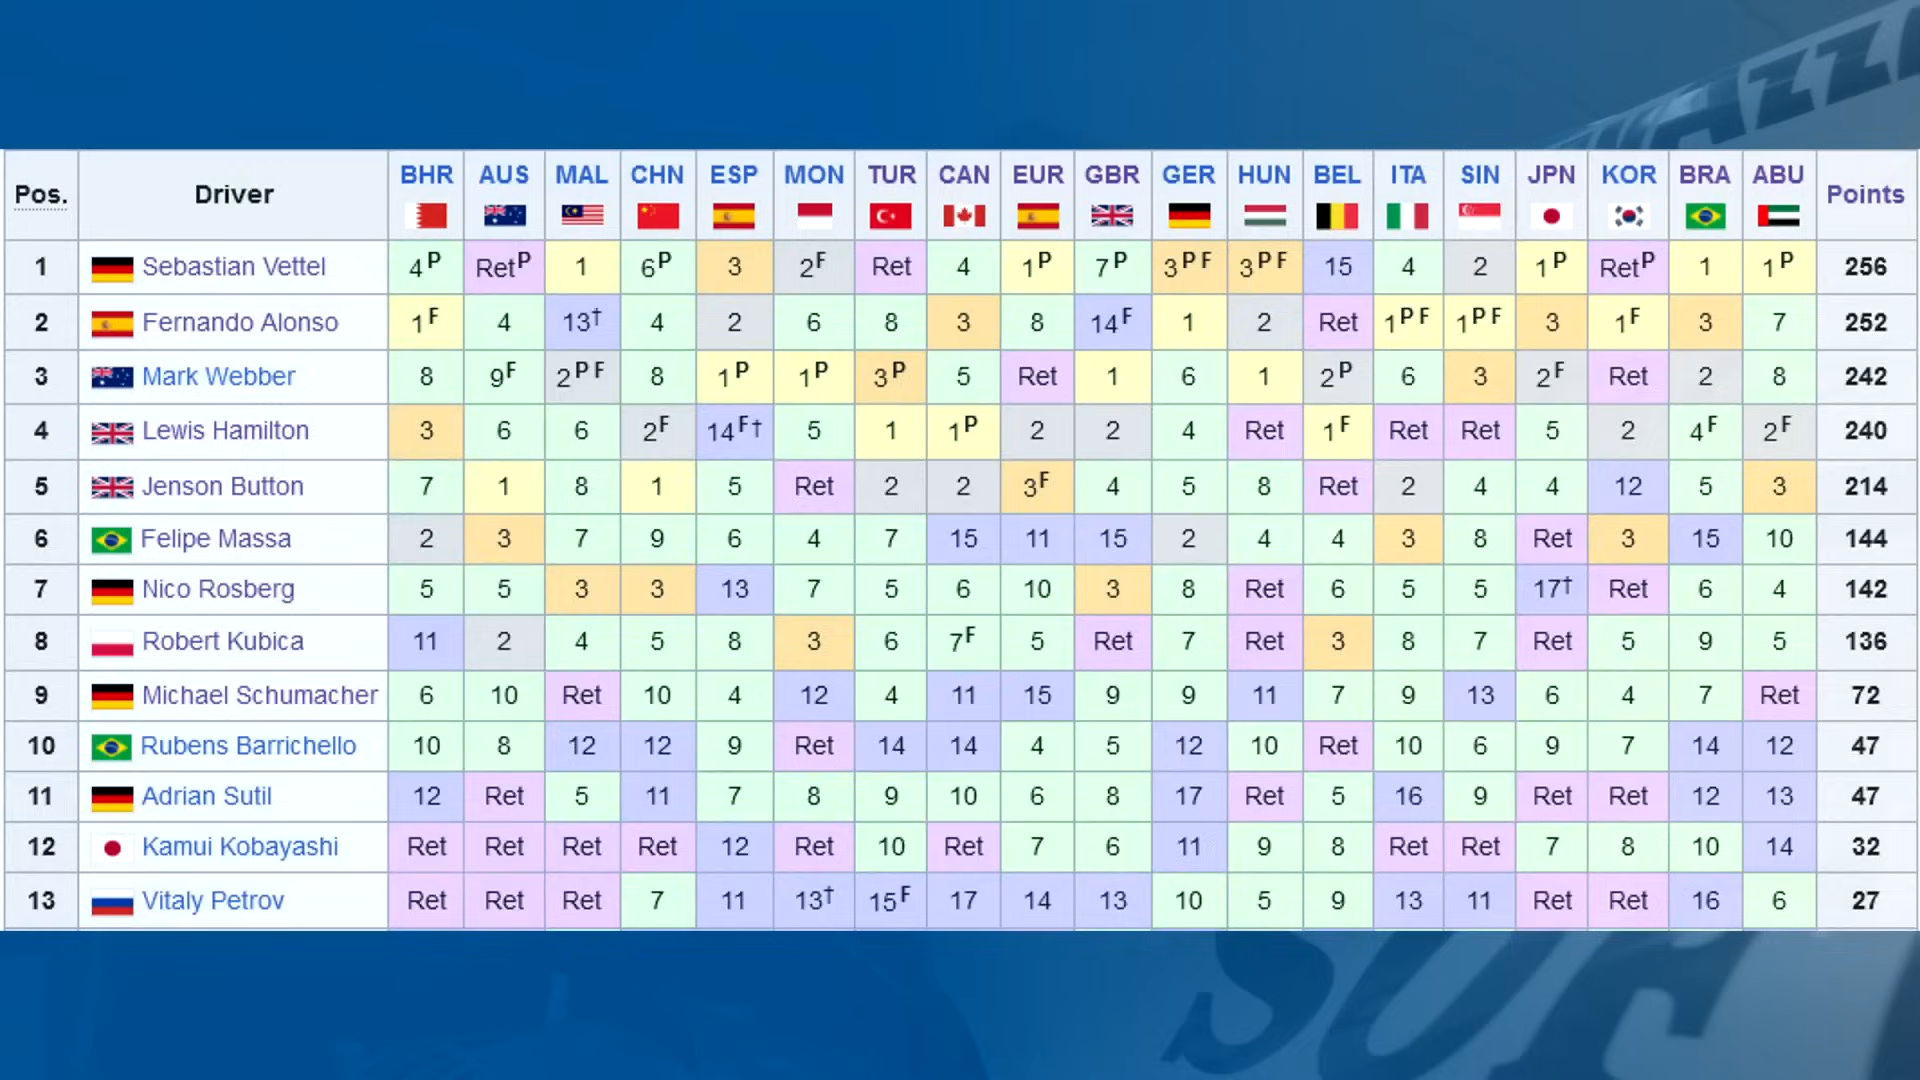 Pos. Driver BHR AUS MAL CHN ESP MON TUR CAN EUR GBR GER HUN BEL ITA SIN JPN KOR BRA ABU Points
1 Sebastian Vettel 4P RetP 1 6P 3 2F Ret 4 1P 7P 3PF 3PF 15 4 2 1P RetP 1 1P 256
2 Fernando Alonso 1F 4 13† 4 2 6 8 3 8 14F 1 2 Ret 1PF 1PF 3 1F 3 7 252
3 Mark Webber 8 9F 2PF 8 1P 1P 3P 5 Ret 1 6 1 2P 6 3 2F Ret 2 8 242
4 Lewis Hamilton 3 6 6 2F 14F† 5 1 1P 2 2 4 Ret 1F Ret Ret 5 2 4F 2F 240
5 Jenson Button 7 1 8 1 5 Ret 2 2 3F 4 5 8 Ret 2 4 4 12 5 3 214
6 Felipe Massa 2 3 7 9 6 4 7 15 11 15 2 4 4 3 8 Ret 3 15 10 144
7 Nico Rosberg 5 5 3 3 13 7 5 6 10 3 8 Ret 6 5 5 17† Ret 6 4 142
8 Robert Kubica 11 2 4 5 8 3 6 7F 5 Ret 7 Ret 3 8 7 Ret 5 9 5 136
9 Michael Schumacher 6 10 Ret 10 4 12 4 11 15 9 9 11 7 9 13 6 4 7 Ret 72
10 Rubens Barrichello 10 8 12 12 9 Ret 14 14 4 5 12 10 Ret 10 6 9 7 14 12 47
11 Adrian Sutil 12 Ret 5 11 7 8 9 10 6 8 17 Ret 5 16 9 Ret Ret 12 13 47
12 Kamui Kobayashi Ret Ret Ret Ret 12 Ret 10 Ret 7 6 11 9 8 Ret Ret 7 8 10 14 32
13 Vitaly Petrov Ret Ret Ret 7 11 13† 15F 17 14 13 10 5 9 13 11 Ret Ret 16 6 27